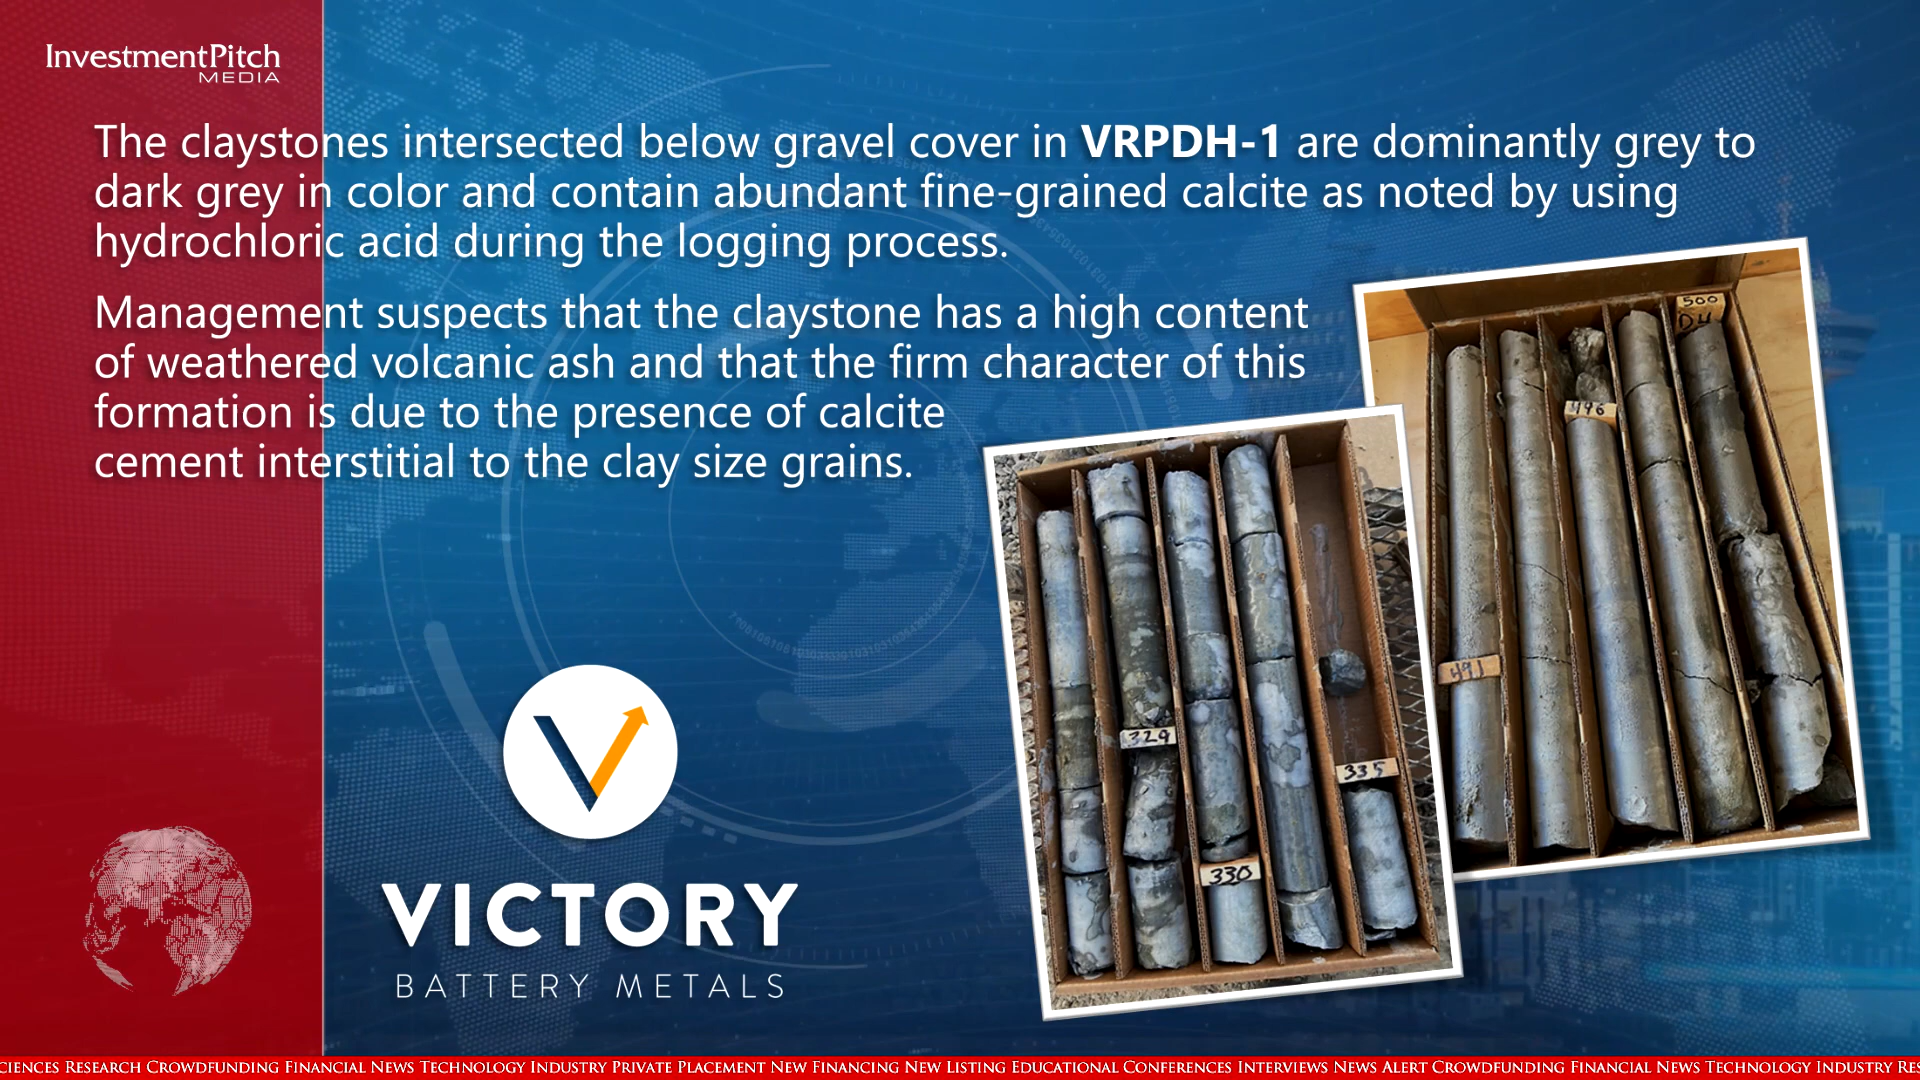 InvestmentPitch
MEDIA
The claystones intersected below gravel cover in VRPDH-1 are dominantly grey to
dark grey in color and contain abundant fine-grained calcite as noted by using
hydrochloric acid during the logging process.
Management suspects that the claystone has a high content
of weathered volcanic ash and that the firm character of this
formation is due to the presence of calcite
cement interstitial to the clay size grains.
500
496
491
329
335
330
VICTORY
BATTERY METALS
CIENCES RESEARCH CROWDFUNDING FINANCIAL NEWS TECHNOLOGY INDUSTRY PRIVATE PLACEMENT NEW FINANCING NEW LISTING EDUCATIONAL CONFERENCES INTERVIEWS NEWS ALERT CROWDFUNDING FINANCIAL NEWS TECHNOLOGY INDUSTRY RES